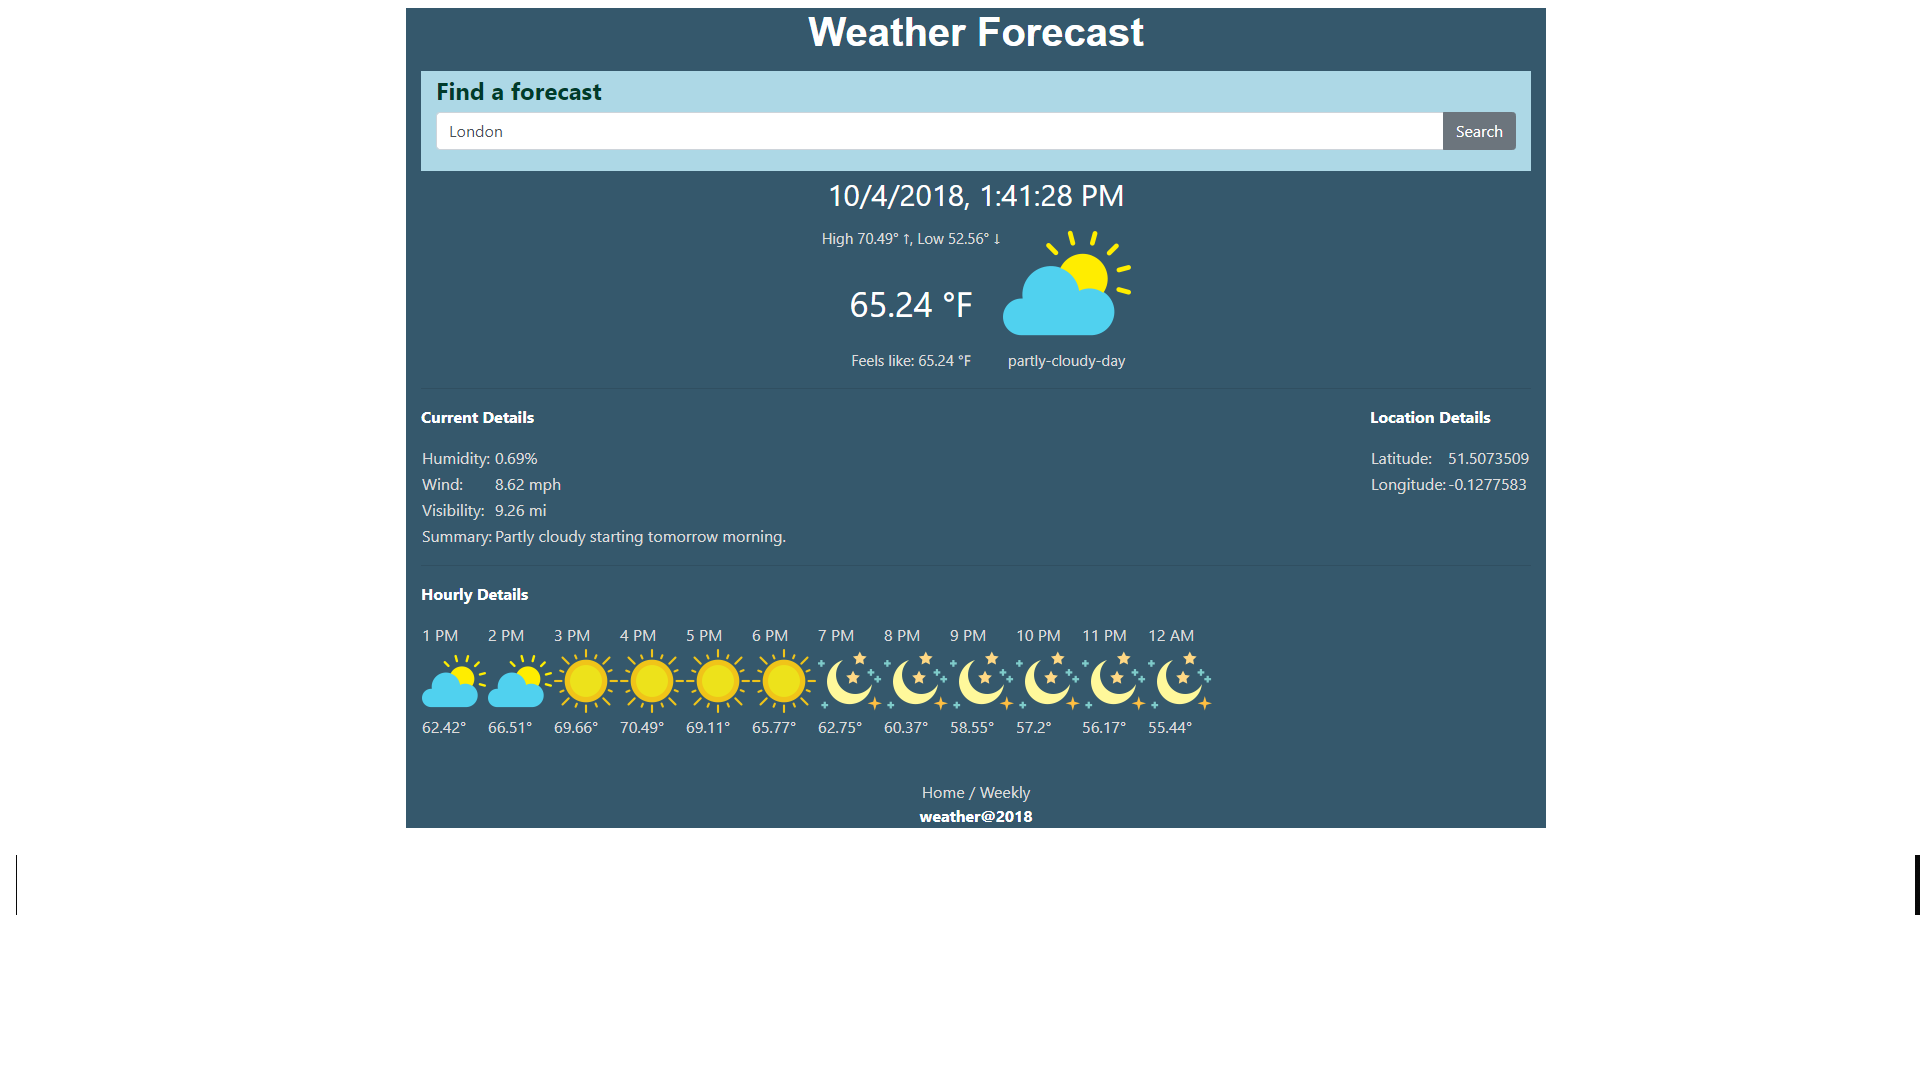 Weather Forecast
Find a forecast
London
Search
10/4/2018, 1:41:28 PM
High 70.49° ↑, Low 52.56° ↓
65.24 °F
Feels like: 65.24 °F
partly-cloudy-day
Current Details
Humidity: 0.69%
Wind: 8.62 mph
Visibility: 9.26 mi
Summary: Partly cloudy starting tomorrow morning.
Location Details
Latitude: 51.5073509
Longitude: -0.1277583
Hourly Details
1 PM 2 PM 3 PM 4 PM 5 PM 6 PM 7 PM 8 PM 9 PM 10 PM 11 PM 12 AM
62.42° 66.51° 69.66° 70.49° 69.11° 65.77° 62.75° 60.37° 58.55° 57.2° 56.17° 55.44°
Home / Weekly
weather@2018